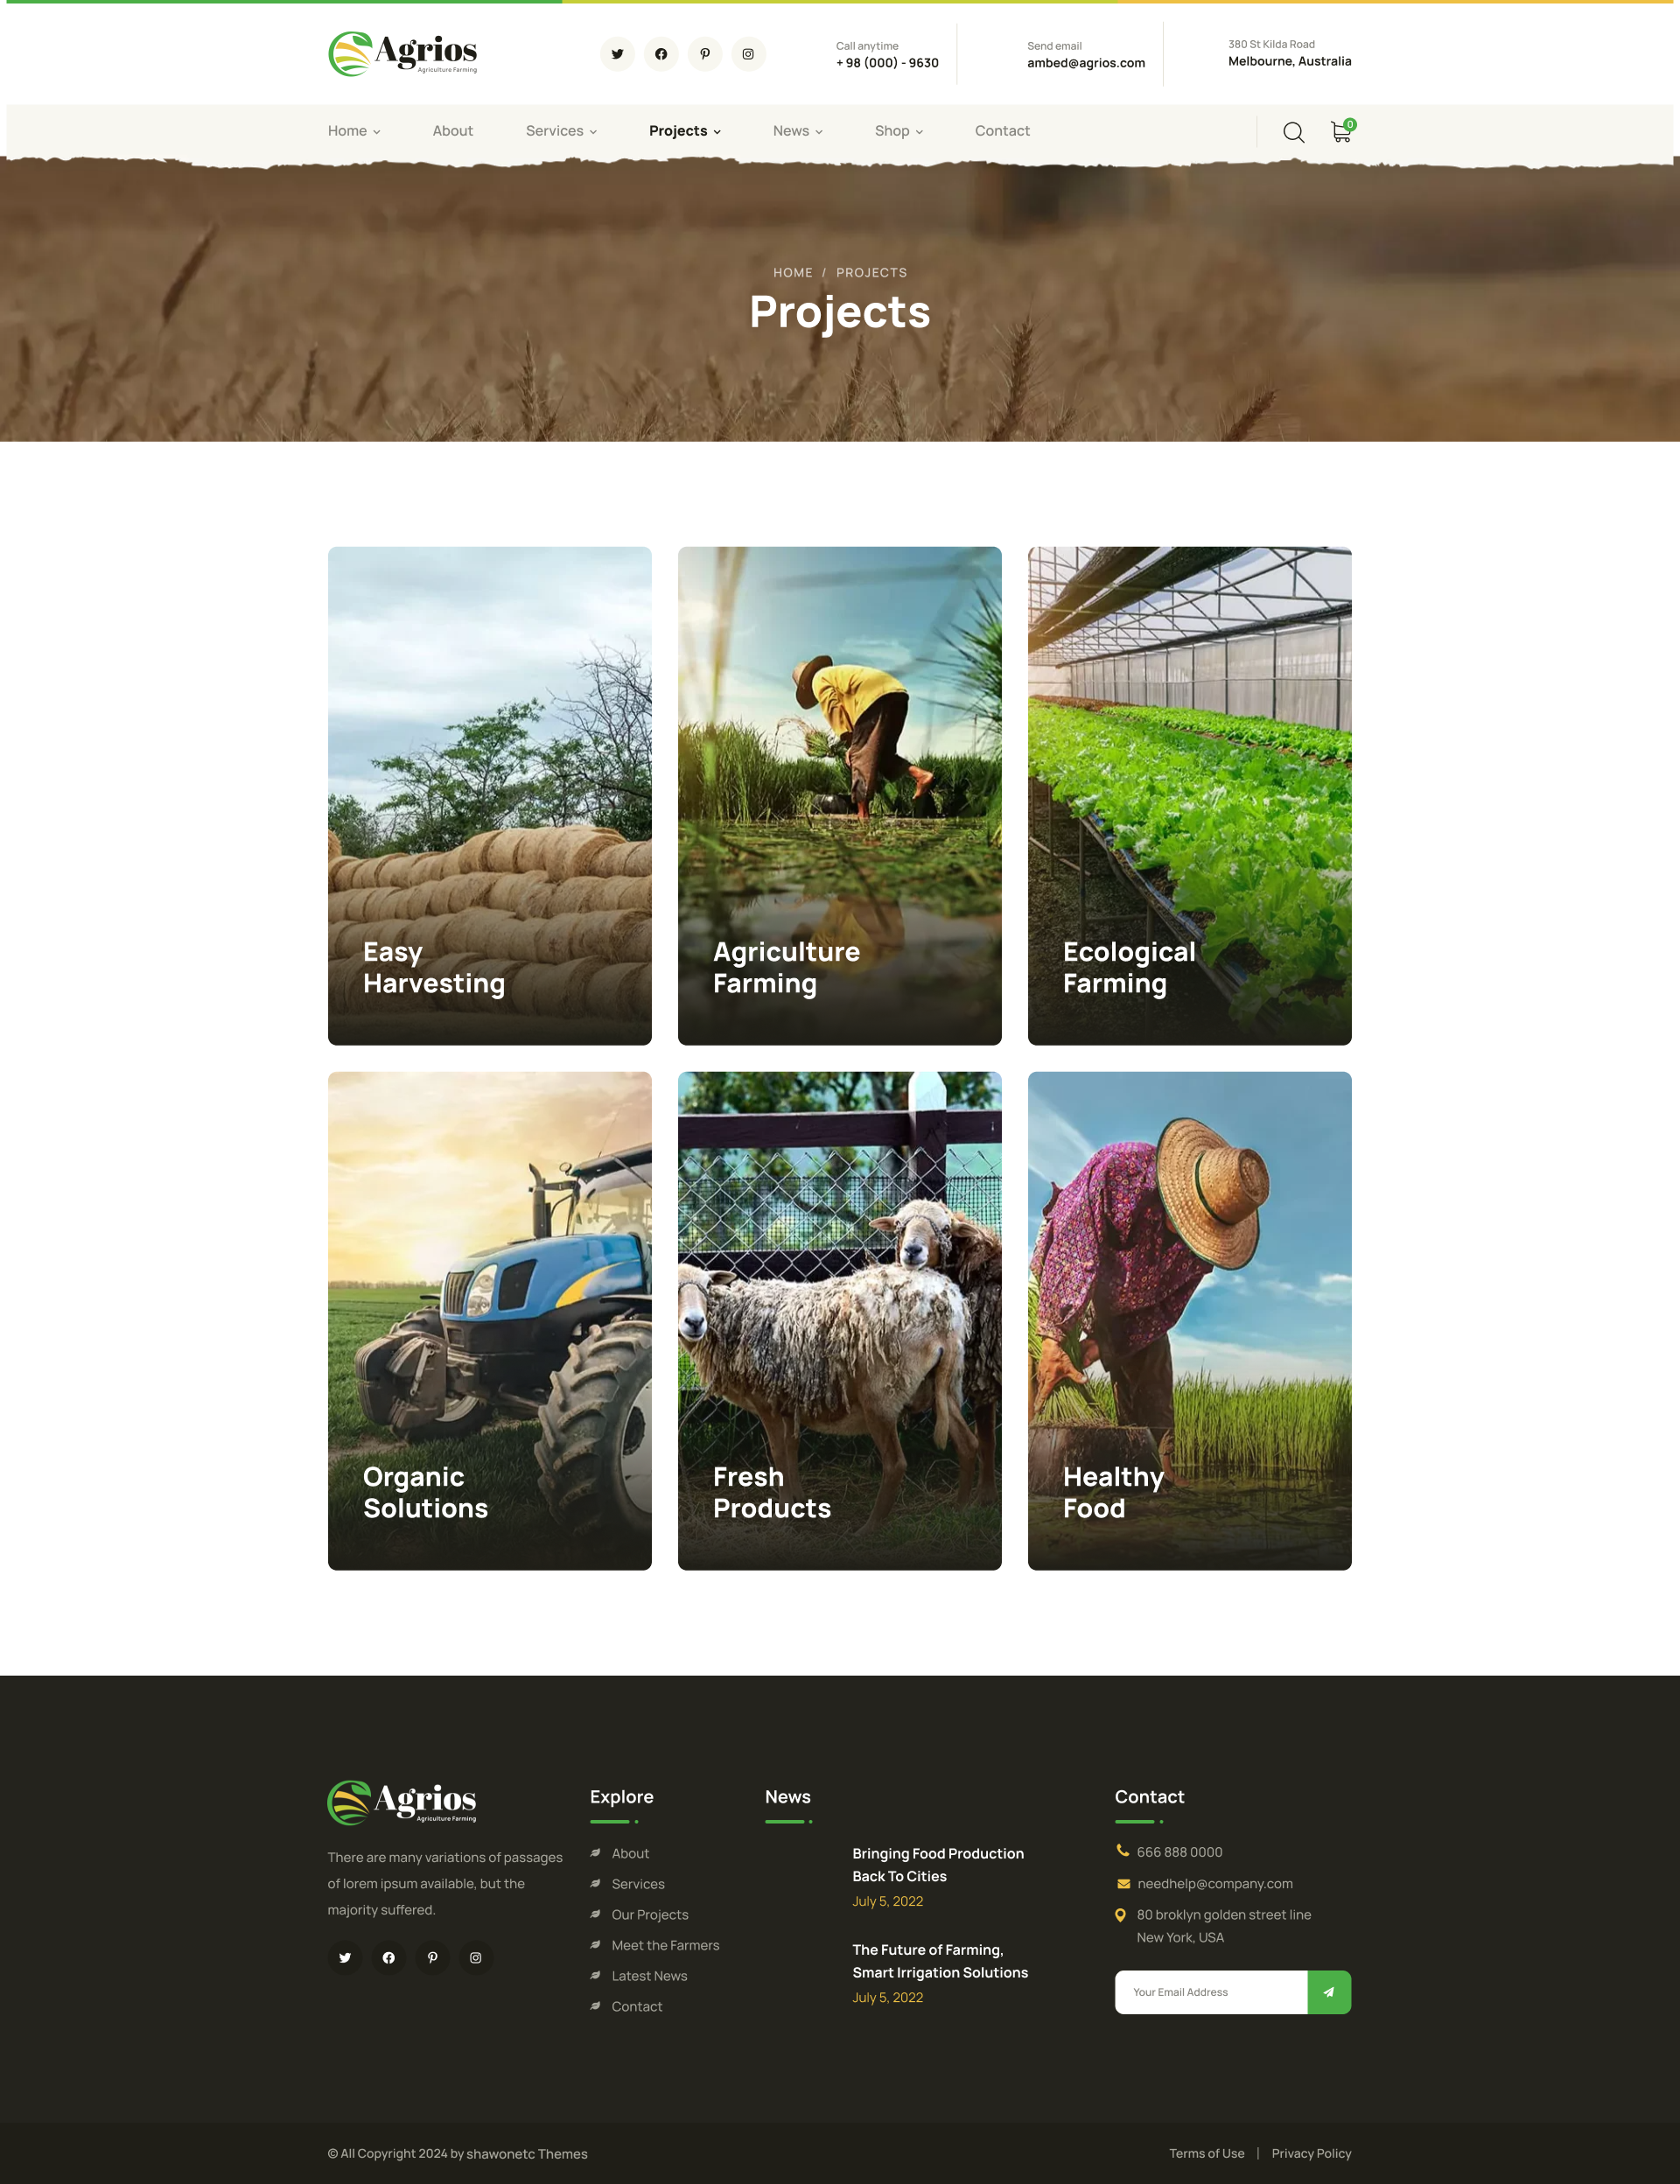 Agrios
Agriculture Farming
Call anytime
+ 98 (000) - 9630
Send email
ambed@agrios.com
380 St Kilda Road
Melbourne, Australia
Home
About
Services
Projects
News
Shop
Contact
0
HOME / PROJECTS
Projects
Easy
Harvesting
Agriculture
Farming
Ecological
Farming
Organic
Solutions
Fresh
Products
Healthy
Food
Agrios
Agriculture Farming
There are many variations of passages
of lorem ipsum available, but the
majority suffered.
Explore
About
Services
Our Projects
Meet the Farmers
Latest News
Contact
News
Bringing Food Production
Back To Cities
July 5, 2022
The Future of Farming,
Smart Irrigation Solutions
July 5, 2022
Contact
666 888 0000
needhelp@company.com
80 broklyn golden street line
New York, USA
Your Email Address
© All Copyright 2024 by shawonetc Themes
Terms of Use | Privacy Policy